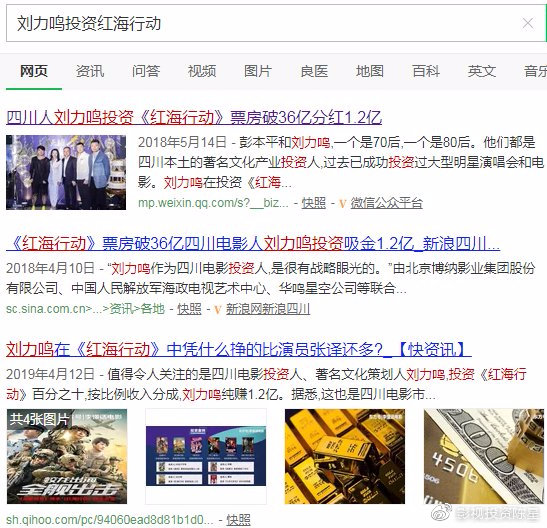 刘力鸣投资红海行动
网页 资讯 问答 视频 图片 良医 地图 百科 英文 音乐
四川人刘力鸣投资《红海行动》票房破36亿分红1.2亿
2018年5月14日 - 彭本平和刘力鸣,一个是70后,一个是80后。他们都是
四川本土的著名文化产业投资人,过去已成功投资过大型明星演唱会和电
影。刘力鸣在投资《红海...
mp.weixin.qq.com/s?__biz... - 快照 - 微信公众平台
《红海行动》票房破36亿四川电影人刘力鸣投资吸金1.2亿_新浪四川...
2018年4月10日 - “刘力鸣作为四川电影投资人,是很有战略眼光的。”由北京博纳影业集团股份
有限公司、中国人民解放军海政电视艺术中心、华鸣星空公司等联合...
sc.sina.com.cn>...>资讯>各地 - 快照 - 新浪网新浪四川
刘力鸣在《红海行动》中凭什么挣的比演员张译还多?_【快资讯】
2019年4月12日 - 值得令人关注的是四川电影投资人、著名文化策划人刘力鸣,投资《红海行
动》百分之十,按比例收入分成,刘力鸣纯赚1.2亿。据悉,这也是四川电影市...
共4张图片
蛟龙出海 全阵以待
sh.qihoo.com/pc/94060ead8d81b1d0... - 快照